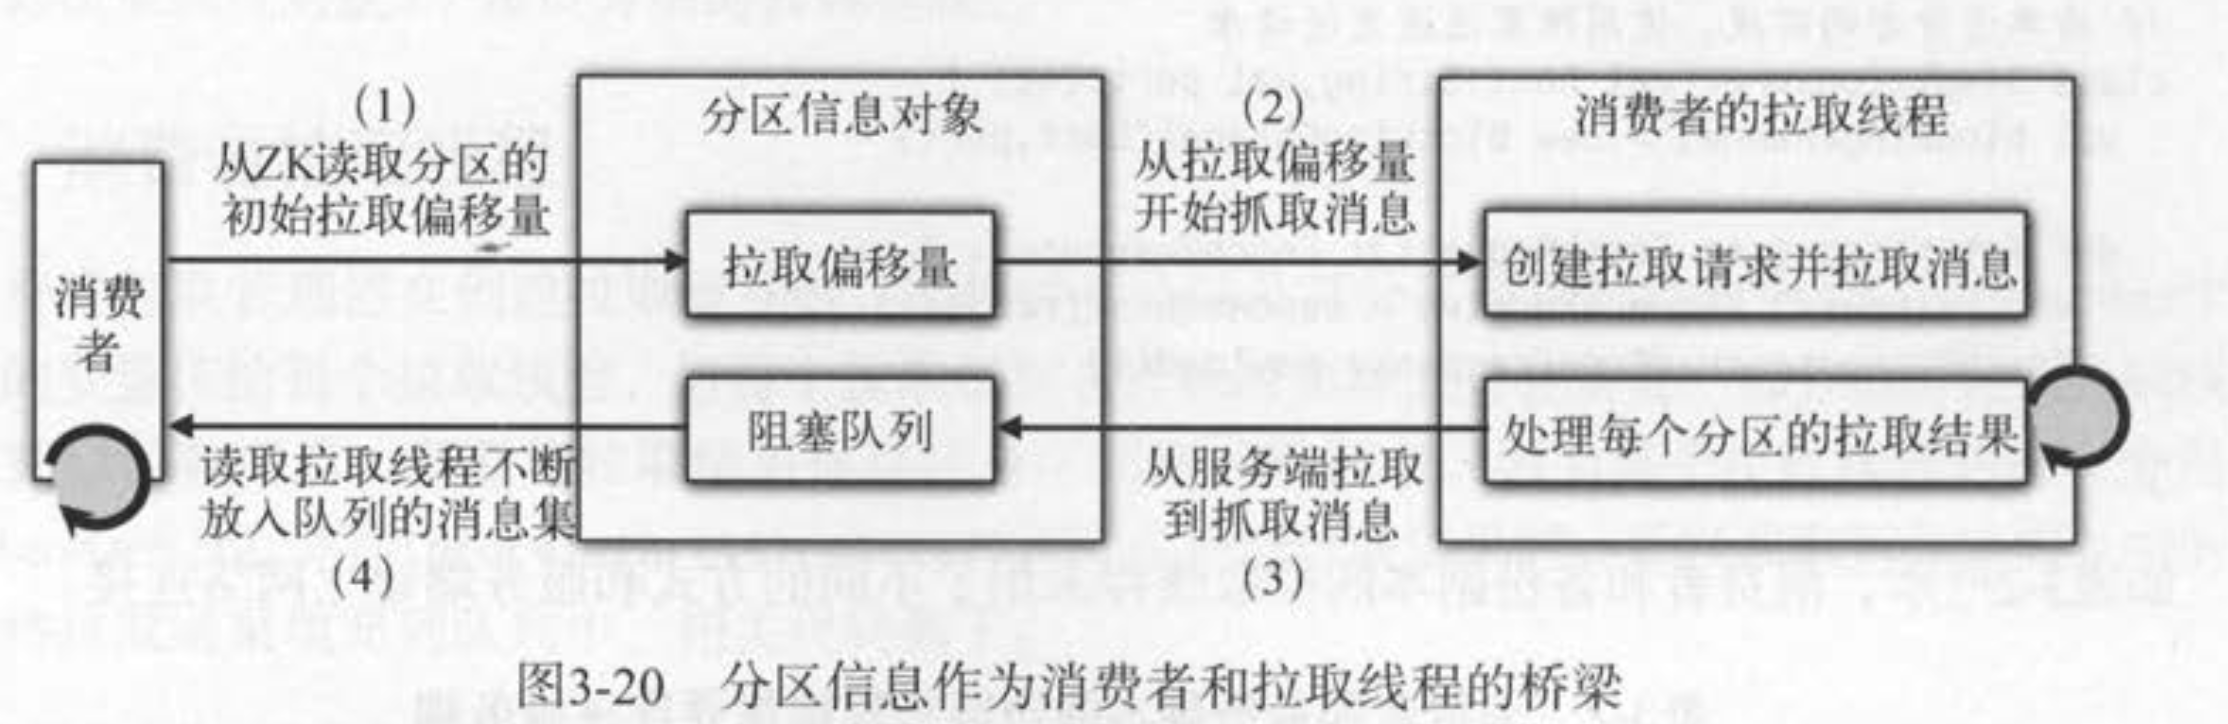 (1)
从ZK读取分区的
初始拉取偏移量
分区信息对象
(2)
从拉取偏移量
开始抓取消息
消费者的拉取线程
消费
者
拉取偏移量
创建拉取请求并拉取消息
阻塞队列
处理每个分区的拉取结果
读取拉取线程不断
放入队列的消息集
(4)
从服务端拉取
到抓取消息
(3)
图3-20 分区信息作为消费者和拉取线程的桥梁